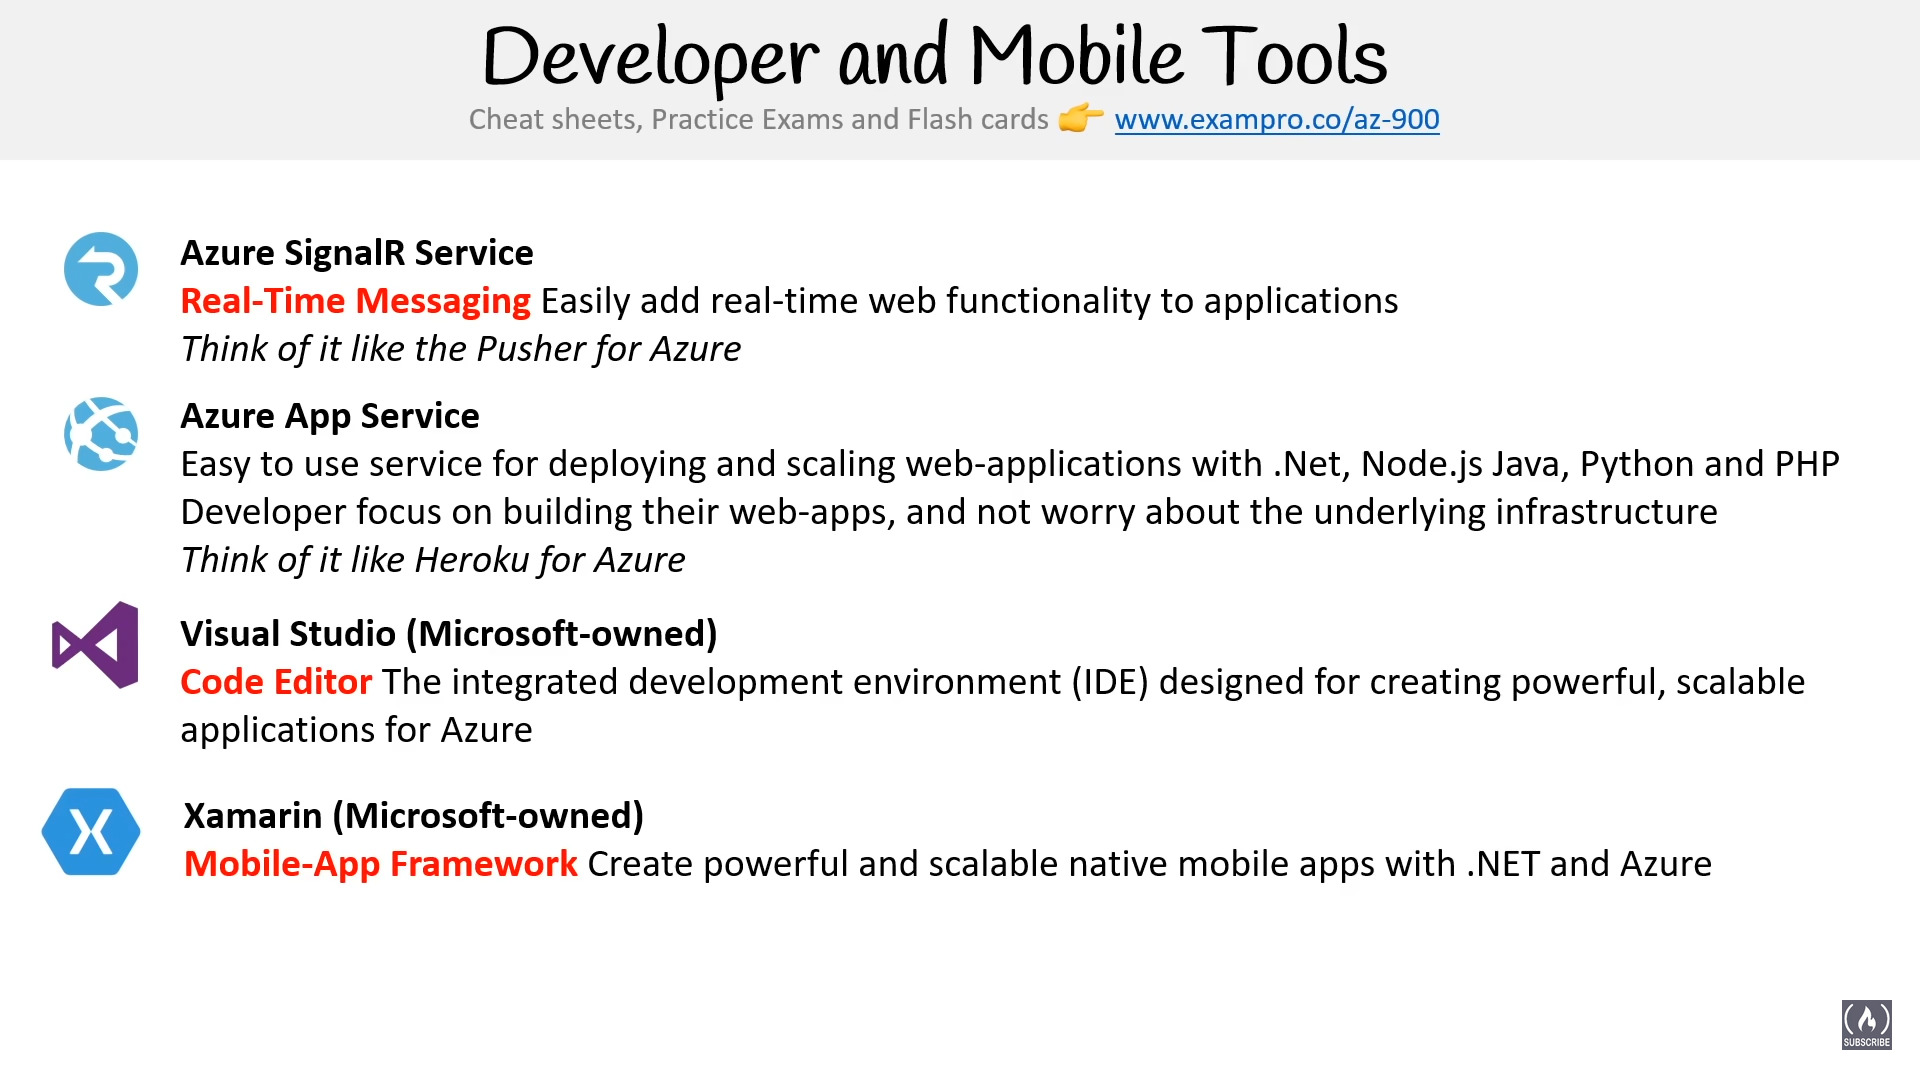 Developer and Mobile Tools
Cheat sheets, Practice Exams and Flash cards 👉 www.exampro.co/az-900
Azure SignalR Service
Real-Time Messaging Easily add real-time web functionality to applications
Think of it like the Pusher for Azure
Azure App Service
Easy to use service for deploying and scaling web-applications with .Net, Node.js Java, Python and PHP
Developer focus on building their web-apps, and not worry about the underlying infrastructure
Think of it like Heroku for Azure
Visual Studio (Microsoft-owned)
Code Editor The integrated development environment (IDE) designed for creating powerful, scalable
applications for Azure
Xamarin (Microsoft-owned)
Mobile-App Framework Create powerful and scalable native mobile apps with .NET and Azure
SUBSCRIBE